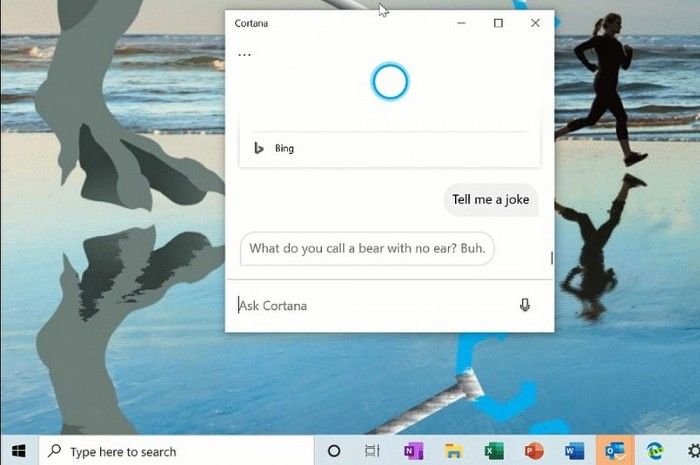 Cortana
...
Bing
Tell me a joke
What do you call a bear with no ear? Buh.
Ask Cortana
Type here to search